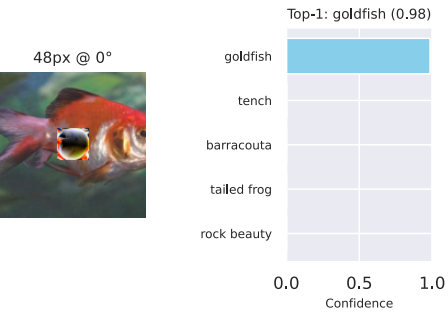 Top-1: goldfish (0.98)
48px @ 0°
goldfish
tench
barracouta
tailed frog
rock beauty
0.0 0.5 1.0
Confidence